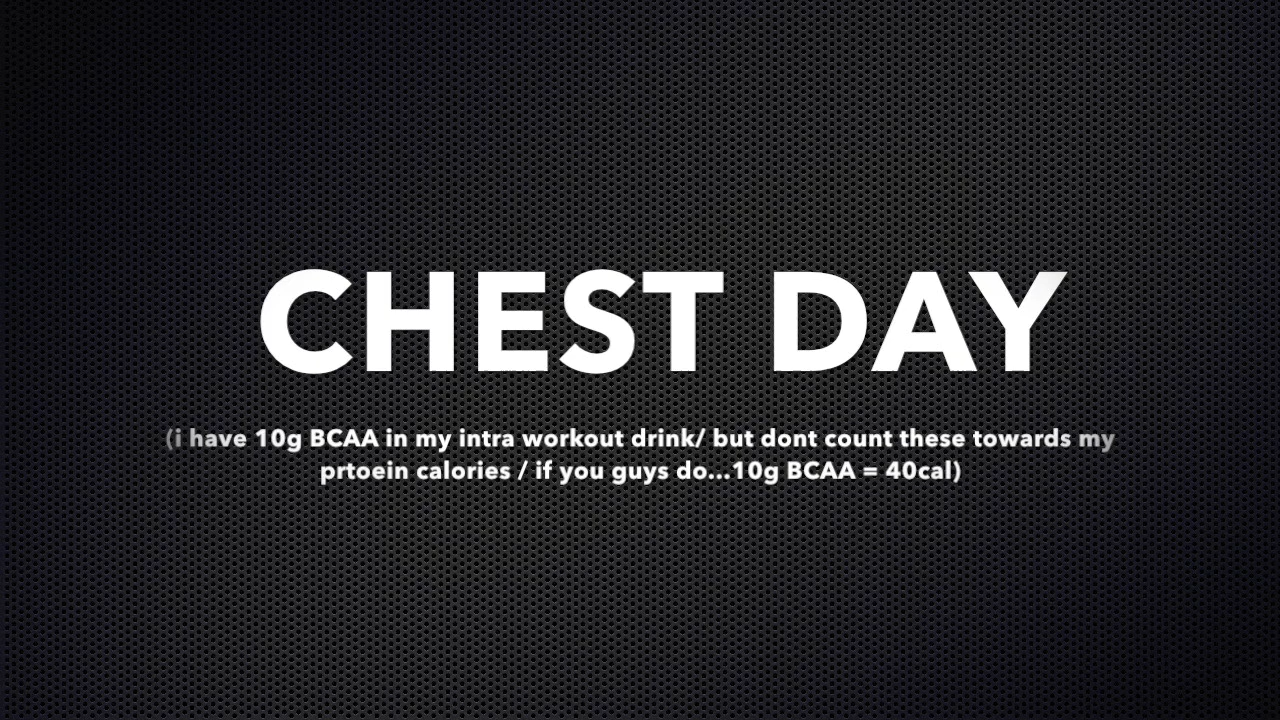 CHEST DAY
(i have 10g BCAA in my intra workout drink/ but dont count these towards my
prtoein calories / if you guys do...10g BCAA = 40cal)